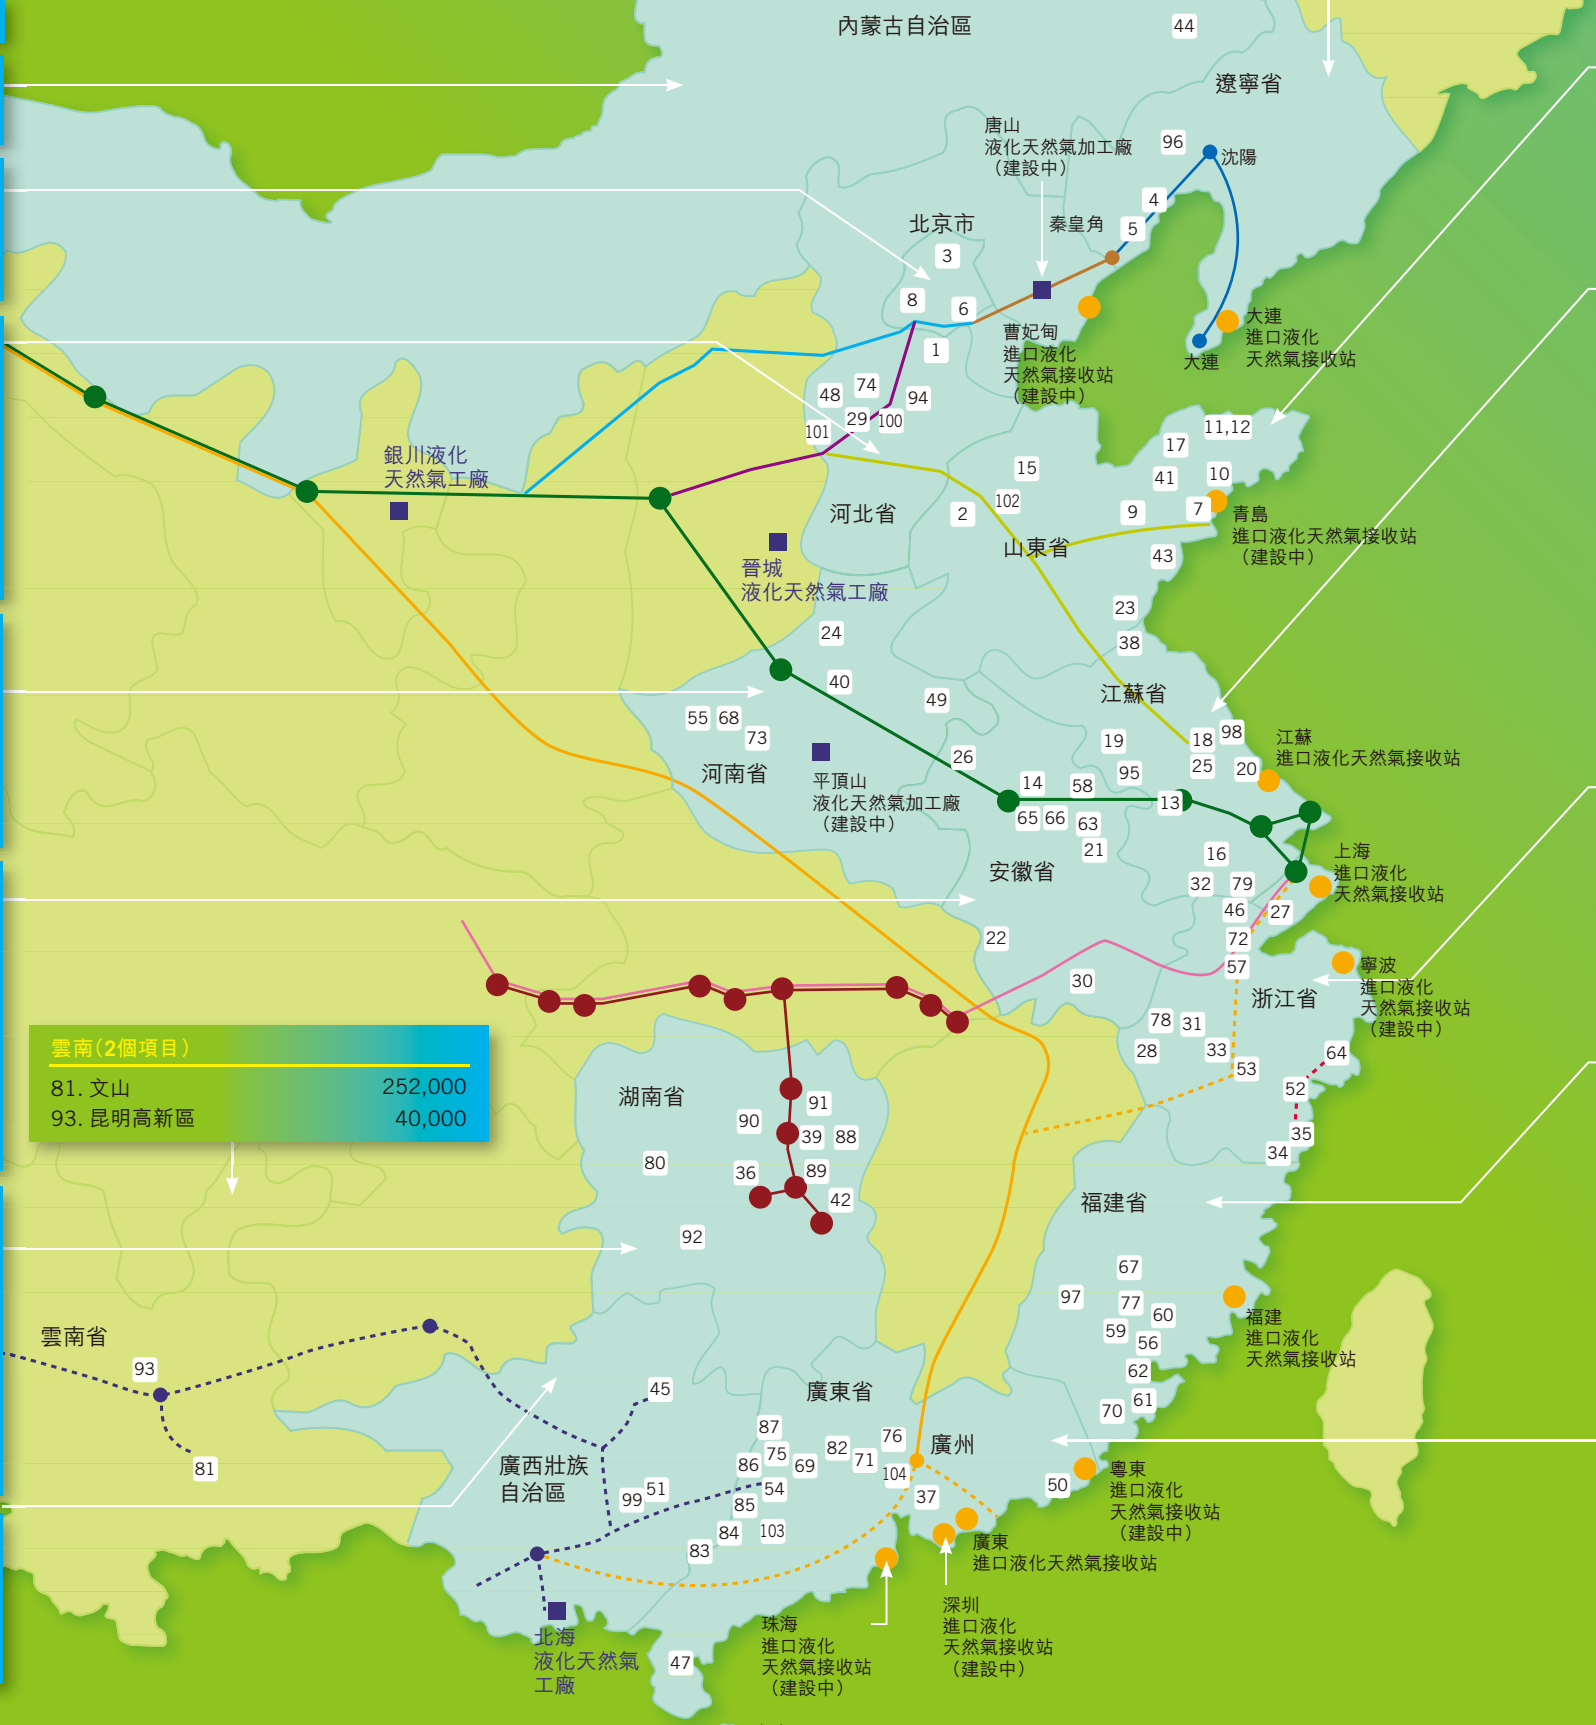 內蒙古自治區
44
遼寧省
唐山
液化天然氣加工廠
（建設中）
96
沈陽
4
北京市
秦皇角
5
3
8
6
曹妃甸
進口液化
天然氣接收站
（建設中）
大連
進口液化
天然氣接收站
大連
1
48
74
94
29
100
101
11,12
17
銀川液化
天然氣工廠
15
41
10
102
河北省
2
9
7
青島
進口液化天然氣接收站
（建設中）
山東省
43
晉城
液化天然氣工廠
23
24
38
40
49
江蘇省
55
68
73
19
18
98
江蘇
進口液化天然氣接收站
河南省
26
25
20
平頂山
液化天然氣加工廠
（建設中）
14
58
95
13
65
66
63
21
16
上海
進口液化
天然氣接收站
安徽省
32
79
46
27
22
72
57
寧波
進口液化
天然氣接收站
（建設中）
30
浙江省
78
31
28
33
53
64
52
35
34
雲南(2個項目)
81. 文山 252,000
93. 昆明高新區 40,000
湖南省
91
90
39
88
80
36
89
42
92
福建省
67
97
77
60
59
56
62
61
70
福建
進口液化
天然氣接收站
雲南省
93
81
45
廣東省
87
76
廣州
82
75
71
86
69
104
廣西壯族
自治區
51
99
54
37
50
粵東
進口液化
天然氣接收站
（建設中）
85
84
103
83
廣東
進口液化天然氣接收站
深圳
進口液化
天然氣接收站
（建設中）
珠海
進口液化
天然氣接收站
（建設中）
北海
液化天然氣
工廠
47